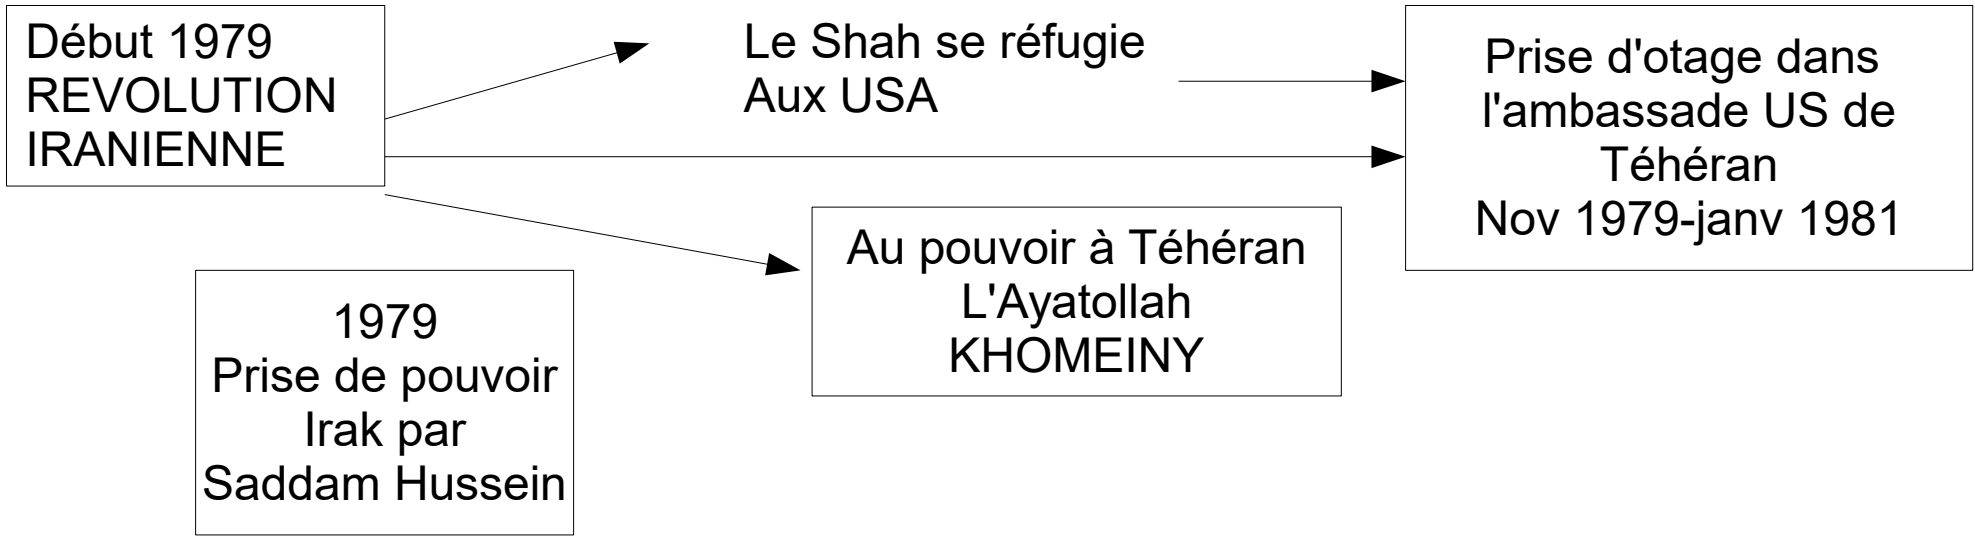 Début 1979
REVOLUTION
IRANIENNE
Le Shah se réfugie
Aux USA
Prise d'otage dans
l'ambassade US de
Téhéran
Nov 1979-janv 1981
Au pouvoir à Téhéran
L'Ayatollah
KHOMEINY
1979
Prise de pouvoir
Irak par
Saddam Hussein